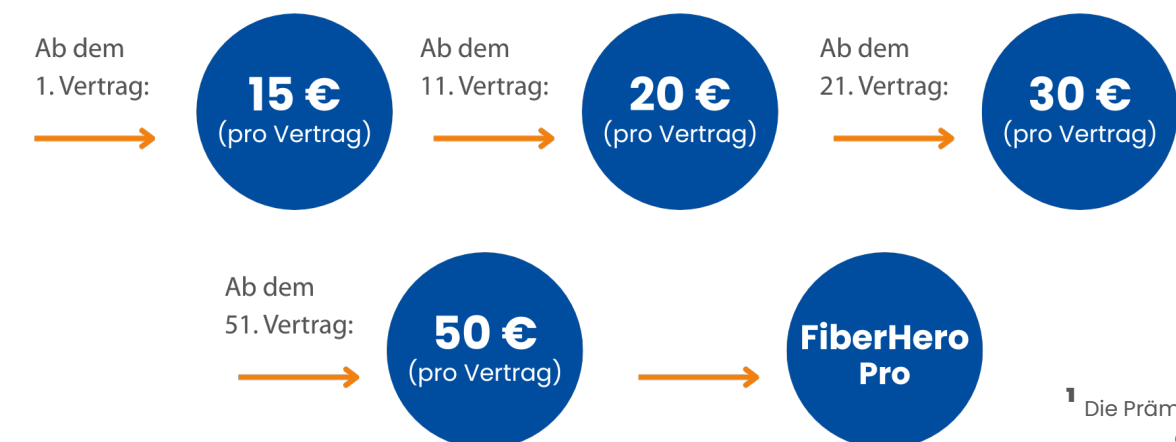 Ab dem
1. Vertrag:
15 €
(pro Vertrag)
Ab dem
11. Vertrag:
20 €
(pro Vertrag)
Ab dem
21. Vertrag:
30 €
(pro Vertrag)
Ab dem
51. Vertrag:
50 €
(pro Vertrag)
FiberHero
Pro
1 Die